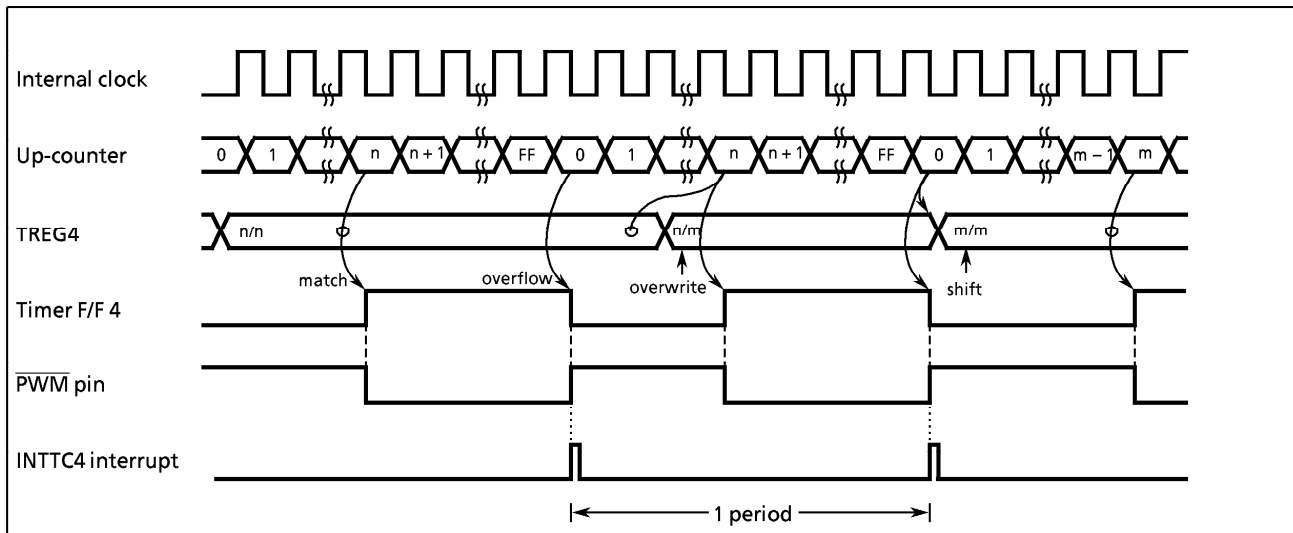 Internal clock
Up-counter
0 1 n n + 1 FF 0 1 n n + 1 FF 0 1 m – 1 m
TREG4
n/n n/m m/m
match overflow overwrite shift
Timer F/F 4
PWM pin
INTTC4 interrupt
1 period